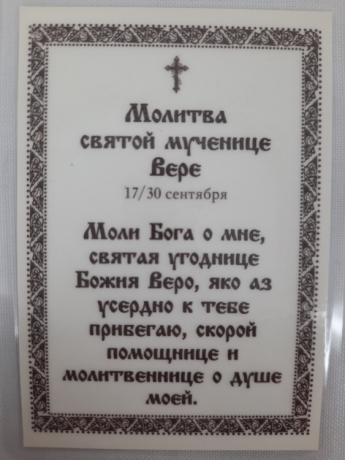 Молитва
святой мученице
Вере
17/30 сентября
Моли Бога о мне,
святая угоднице
Божия Веро, яко аз
усердно к тебе
прибегаю, скорой
помощнице и
молитвеннице о душе
моей.